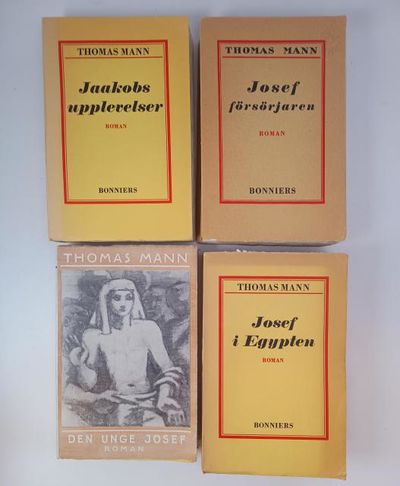 THOMAS MANN
Jaakobs
upplevelser
ROMAN
BONNIERS
THOMAS MANN
Josef
försörjaren
ROMAN
BONNIERS
THOMAS MANN
DEN UNGE JOSEF
ROMAN
THOMAS MANN
Josef
i Egypten
ROMAN
BONNIERS